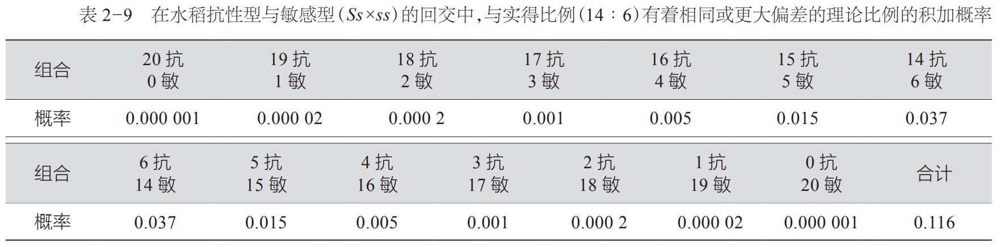 表 2-9 在水稻抗性型与敏感型(Ss×ss)的回交中,与实得比例(14∶6)有着相同或更大偏差的理论比例的积加概率
组合 20 抗 0 敏 19 抗 1 敏 18 抗 2 敏 17 抗 3 敏 16 抗 4 敏 15 抗 5 敏 14 抗 6 敏
概率 0.000 001 0.000 02 0.000 2 0.001 0.005 0.015 0.037
组合 6 抗 14 敏 5 抗 15 敏 4 抗 16 敏 3 抗 17 敏 2 抗 18 敏 1 抗 19 敏 0 抗 20 敏 合计
概率 0.037 0.015 0.005 0.001 0.000 2 0.000 02 0.000 001 0.116